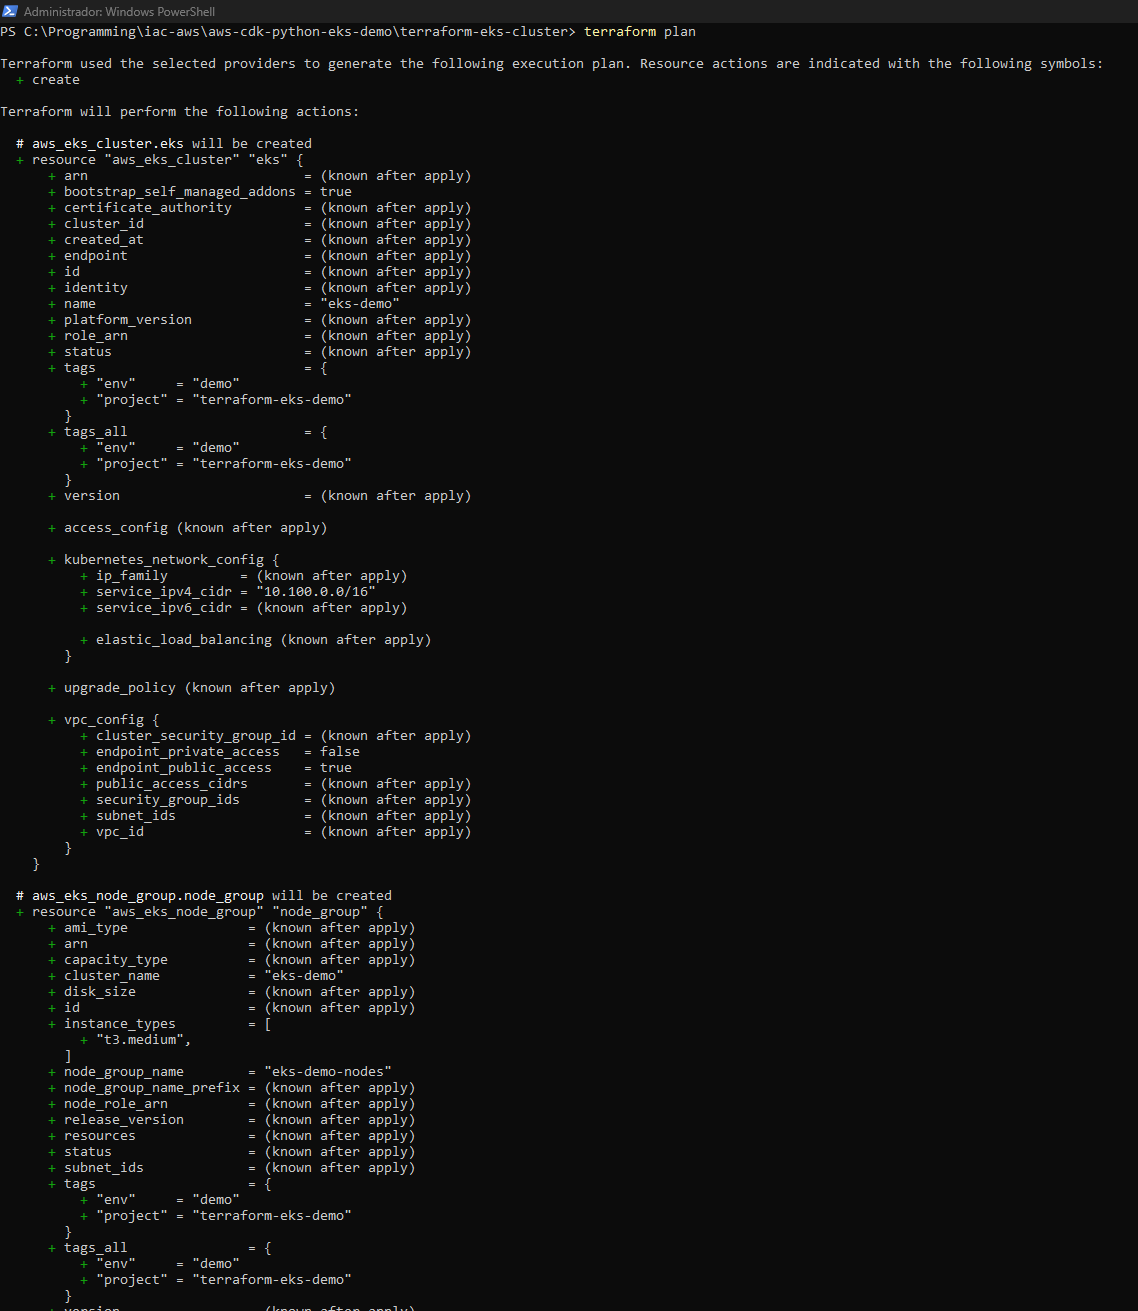 Administrador: Windows PowerShell
PS C:\Programming\iac-aws\aws-cdk-python-eks-demo\terraform-eks-cluster> terraform plan

Terraform used the selected providers to generate the following execution plan. Resource actions are indicated with the following symbols:
  + create

Terraform will perform the following actions:

  # aws_eks_cluster.eks will be created
  + resource "aws_eks_cluster" "eks" {
      + arn                           = (known after apply)
      + bootstrap_self_managed_addons = true
      + certificate_authority         = (known after apply)
      + cluster_id                    = (known after apply)
      + created_at                    = (known after apply)
      + endpoint                      = (known after apply)
      + id                            = (known after apply)
      + identity                      = (known after apply)
      + name                          = "eks-demo"
      + platform_version              = (known after apply)
      + role_arn                      = (known after apply)
      + status                        = (known after apply)
      + tags                          = {
          + "env"     = "demo"
          + "project" = "terraform-eks-demo"
        }
      + tags_all                      = {
          + "env"     = "demo"
          + "project" = "terraform-eks-demo"
        }
      + version                       = (known after apply)

      + access_config (known after apply)

      + kubernetes_network_config {
          + ip_family         = (known after apply)
          + service_ipv4_cidr = "10.100.0.0/16"
          + service_ipv6_cidr = (known after apply)

          + elastic_load_balancing (known after apply)
        }

      + upgrade_policy (known after apply)

      + vpc_config {
          + cluster_security_group_id = (known after apply)
          + endpoint_private_access   = false
          + endpoint_public_access    = true
          + public_access_cidrs       = (known after apply)
          + security_group_ids        = (known after apply)
          + subnet_ids                = (known after apply)
          + vpc_id                    = (known after apply)
        }
    }

  # aws_eks_node_group.node_group will be created
  + resource "aws_eks_node_group" "node_group" {
      + ami_type               = (known after apply)
      + arn                    = (known after apply)
      + capacity_type          = (known after apply)
      + cluster_name           = "eks-demo"
      + disk_size              = (known after apply)
      + id                     = (known after apply)
      + instance_types         = [
          + "t3.medium",
        ]
      + node_group_name        = "eks-demo-nodes"
      + node_group_name_prefix = (known after apply)
      + node_role_arn          = (known after apply)
      + release_version        = (known after apply)
      + resources              = (known after apply)
      + status                 = (known after apply)
      + subnet_ids             = (known after apply)
      + tags                   = {
          + "env"     = "demo"
          + "project" = "terraform-eks-demo"
        }
      + tags_all               = {
          + "env"     = "demo"
          + "project" = "terraform-eks-demo"
        }
      + version                = (known after apply)